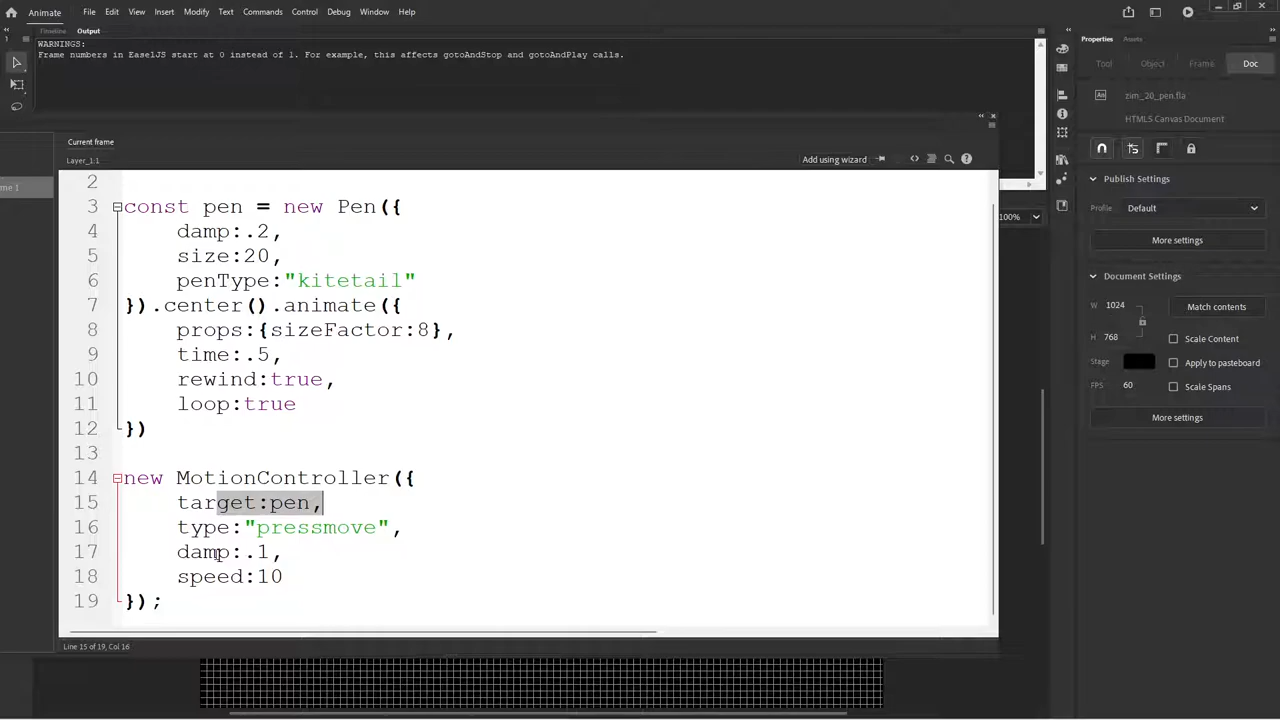 Animate File Edit View Insert Modify Text Commands Control Debug Window Help
Timeline Output
WARNINGS:
Frame numbers in EaselJS start at 0 instead of 1. For example, this affects gotoAndStop and gotoAndPlay calls.
Properties Assets
Tool Object Frame Doc
An zim_20_pen.fla
HTML5 Canvas Document
Current frame
Layer_1:1
Add using wizard
me 1
100%
2
3 const pen = new Pen({
4 damp:.2,
5 size:20,
6 penType:"kitetail"
7 }).center().animate({
8 props:{sizeFactor:8},
9 time:.5,
10 rewind:true,
11 loop:true
12 })
13
14 new MotionController({
15 target:pen,
16 type:"pressmove",
17 damp:.1,
18 speed:10
19 });
Line 15 of 19, Col 16
Publish Settings
Profile Default
More settings
Document Settings
W 1024 Match contents
H 768 Scale Content
Stage Apply to pasteboard
FPS 60 Scale Spans
More settings